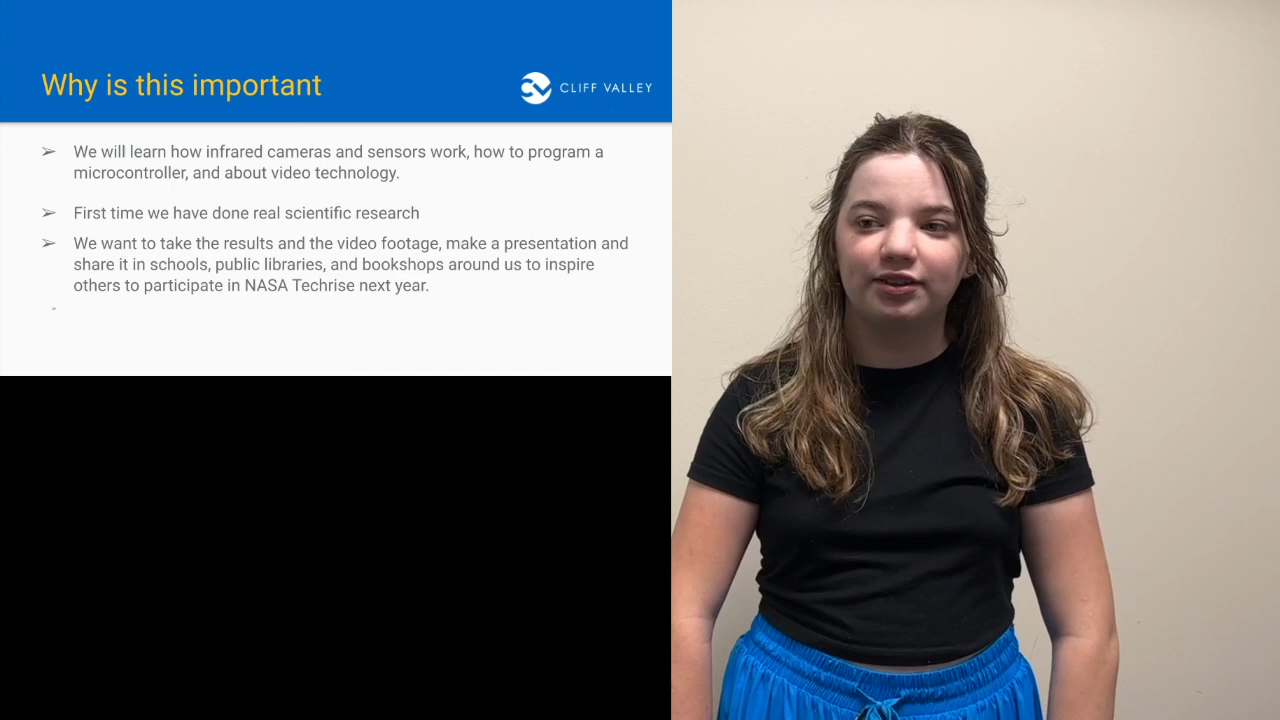 Why is this important
CLIFF VALLEY
➢ We will learn how infrared cameras and sensors work, how to program a
microcontroller, and about video technology.
➢ First time we have done real scientific research
➢ We want to take the results and the video footage, make a presentation and
share it in schools, public libraries, and bookshops around us to inspire
others to participate in NASA Techrise next year.
➢